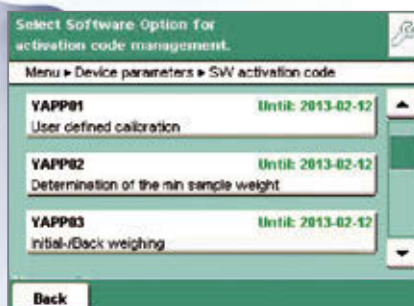 Select Software Option for
activation code management.
Menu ▸ Device parameters ▸ SW activation code
YAPP01 Until: 2013-02-12
User defined calibration
YAPP02 Until: 2013-02-12
Determination of the min sample weight
YAPP03 Until: 2013-02-12
Initial-/Back weighing
Back